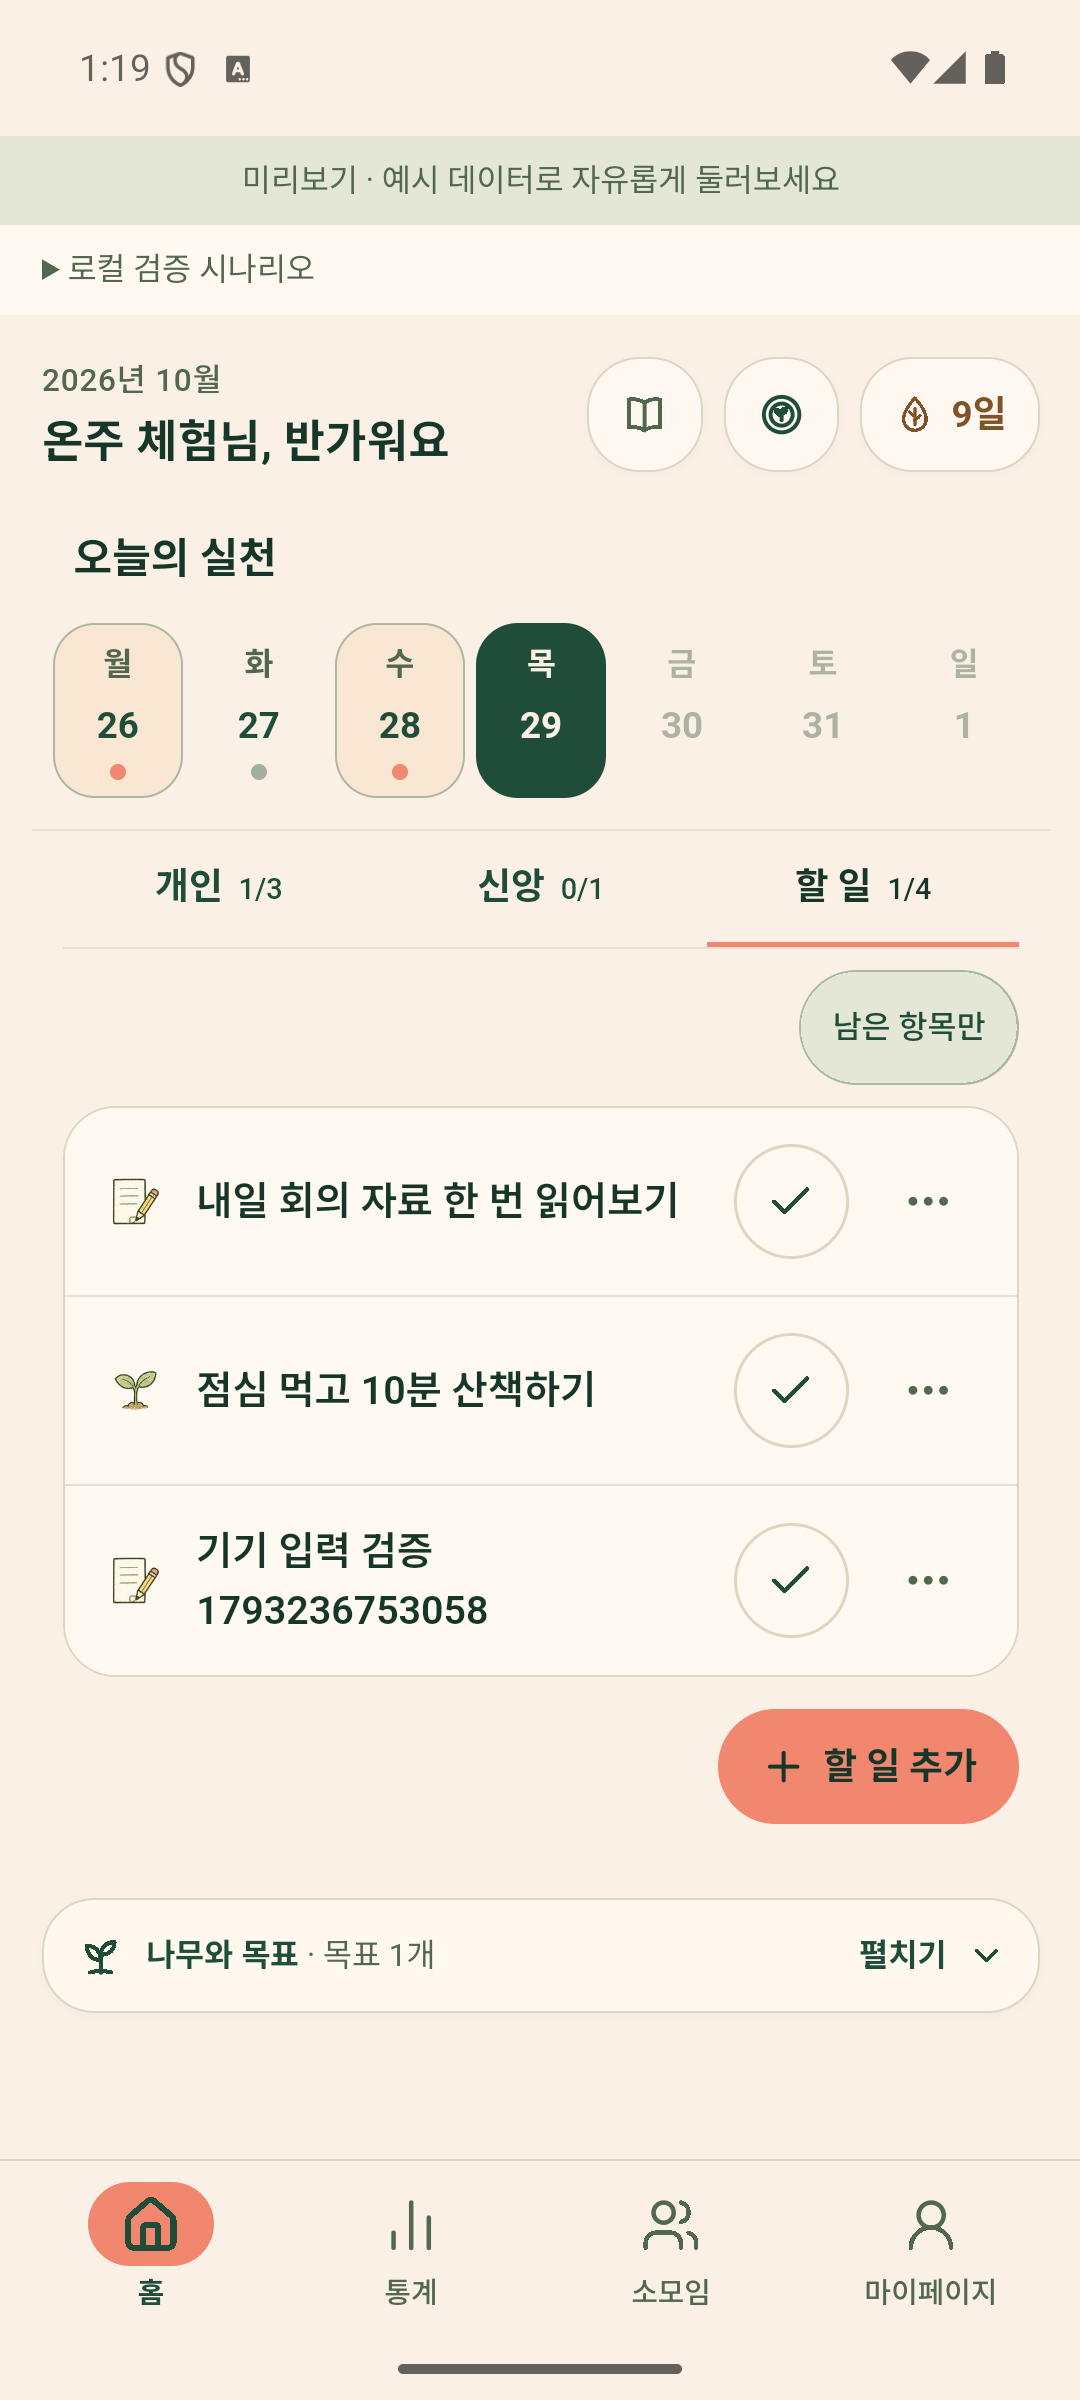 1:19
미리보기 · 예시 데이터로 자유롭게 둘러보세요
▶ 로컬 검증 시나리오
2026년 10월
온주 체험님, 반가워요
9일
오늘의 실천
월 화 수 목 금 토 일
26 27 28 29 30 31 1
개인 1/3 신앙 0/1 할 일 1/4
남은 항목만
내일 회의 자료 한 번 읽어보기
점심 먹고 10분 산책하기
기기 입력 검증
1793236753058
+ 할 일 추가
나무와 목표 · 목표 1개 펼치기
홈 통계 소모임 마이페이지